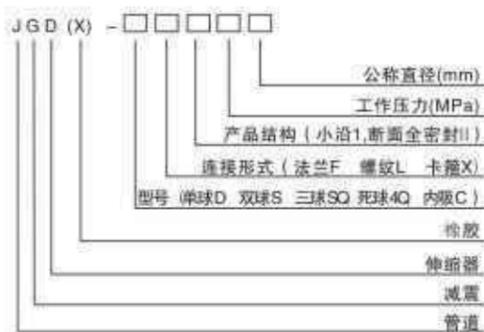 JGD(X)-□□□□□
公称直径(mm)
工作压力(MPa)
产品结构(小沿1,断面全密封II)
连接形式(法兰F 螺纹L 卡箍X)
型号(单球D 双球S 三球SQ 死球4Q 内胀C)
橡胶
伸缩器
减震
管道